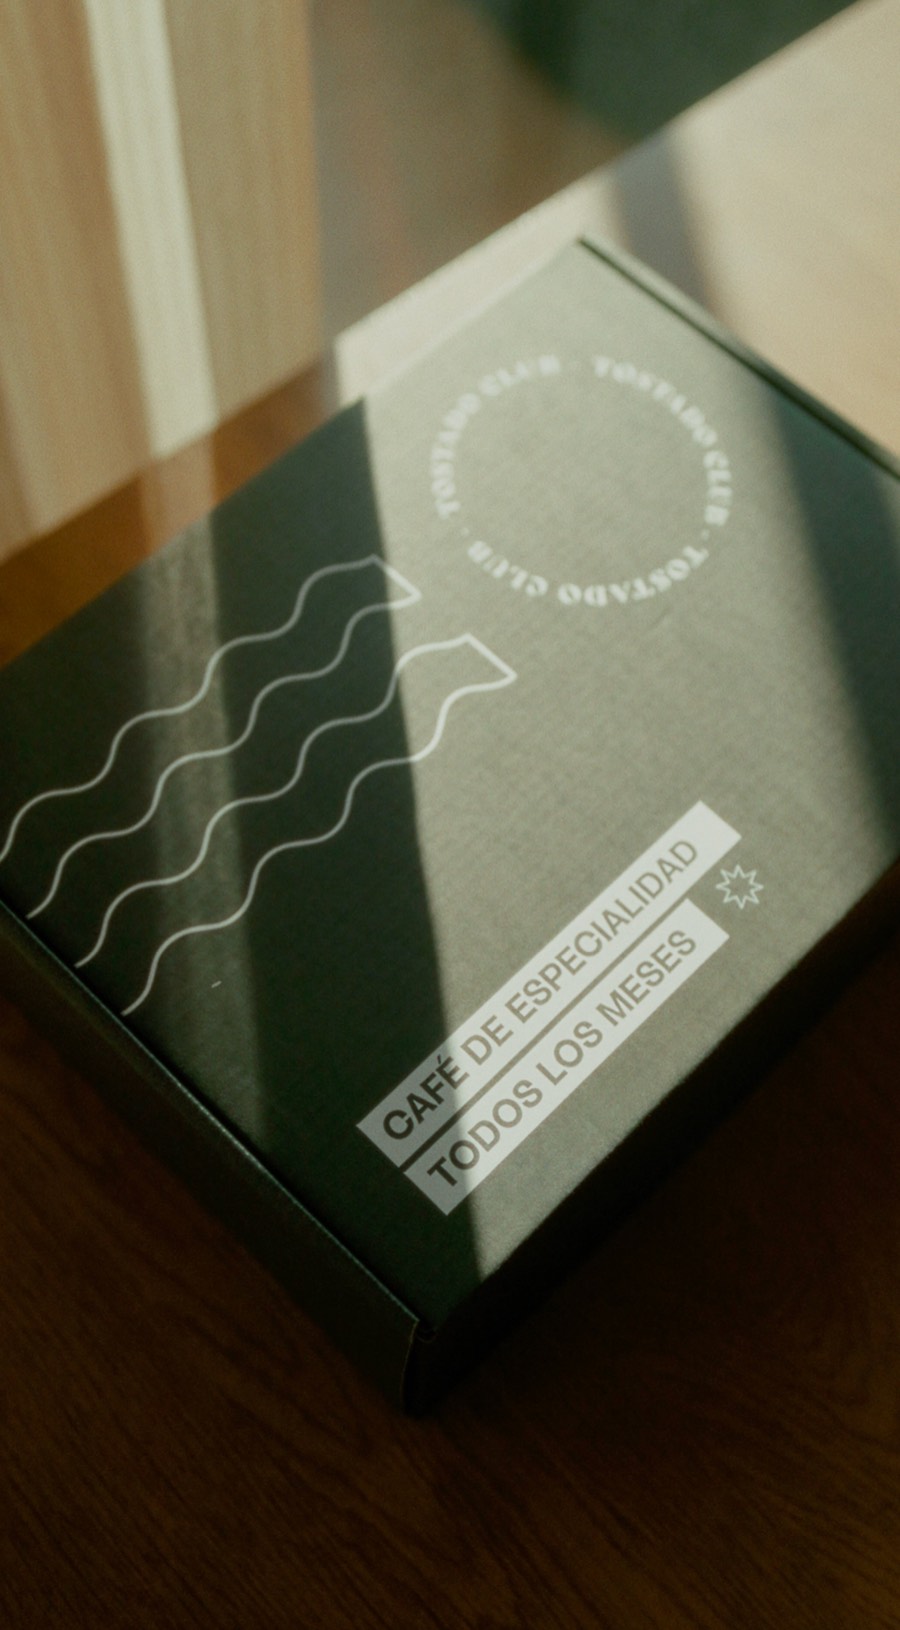 TOSTADO CLUB · TOSTADO CLUB · TOSTADO CLUB ·
CAFÉ DE ESPECIALIDAD
TODOS LOS MESES